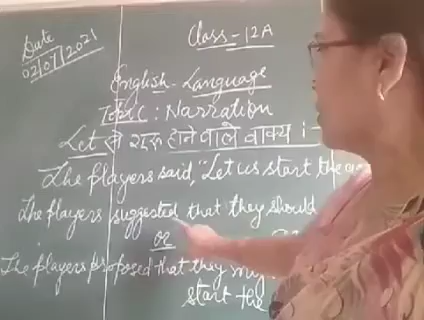 Date
02/07/2021
Class-12A
English-Language
Topic: Narration
Let से शुरू होने वाले वाक्य :-
The players said, "Let us start the
The players suggested that they should
or
The players proposed that they
start the